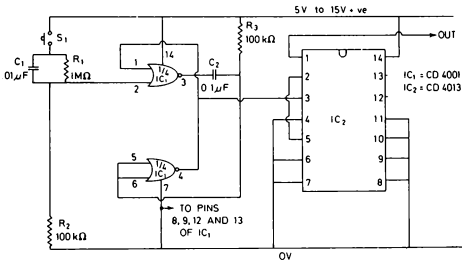 5V to 15V +ve
S1
C1
01µF
R1
1MΩ
1
2
14
1/4
IC1
3
C2
0 1µF
R3
100kΩ
OUT
1
2
3
4
5
6
7
IC2
14
13
12
11
10
9
8
IC1 = CD 4001
IC2 = CD 4013
5
6
1/4
IC1
4
7
TO PINS
8, 9, 12 AND 13
OF IC1
R2
100kΩ
0V